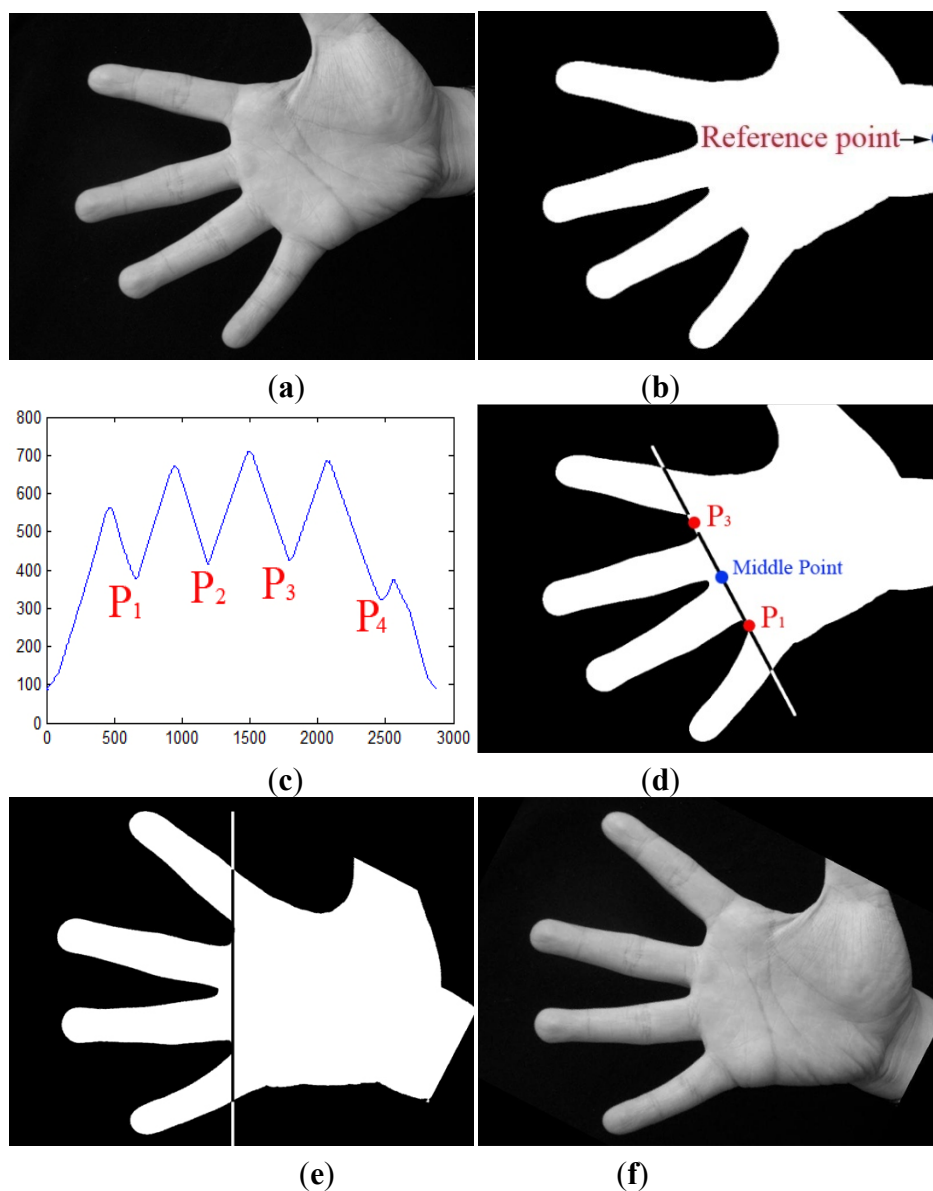 Reference point
(a)
(b)
800
700
600
500
400
300
200
100
0
P1
P2
P3
P4
0
500
1000
1500
2000
2500
3000
P3
Middle Point
P1
(c)
(d)
(e)
(f)